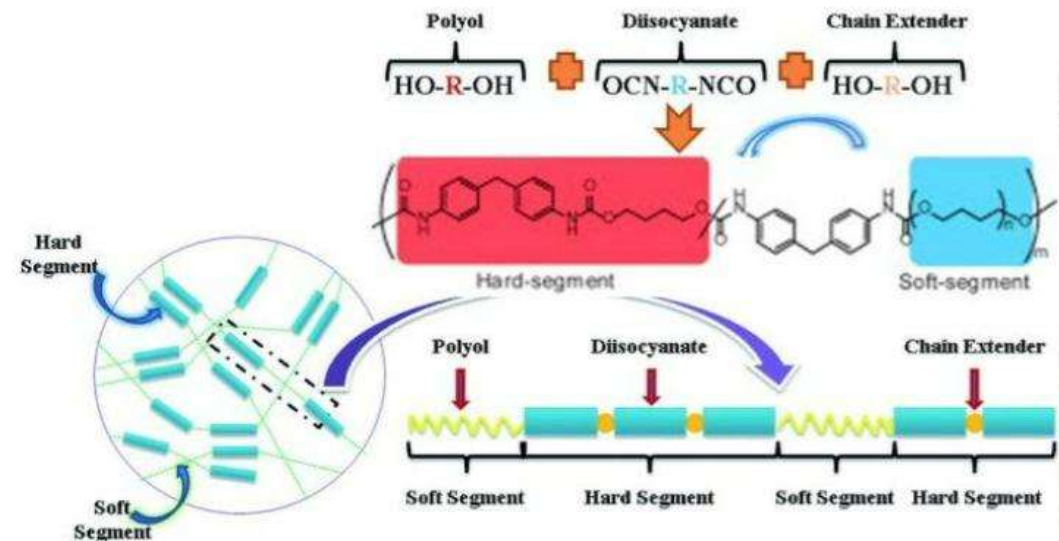 Polyol
Diisocyanate
Chain Extender
HO-R-OH
OCN-R-NCO
HO-R-OH
O
N
H
H
N
O
O
O
O
H
N
O
H
N
O
O
n
O
m
Hard-segment
Soft-segment
Hard
Segment
Soft
Segment
Polyol
Diisocyanate
Chain Extender
Soft Segment
Hard Segment
Soft Segment
Hard Segment